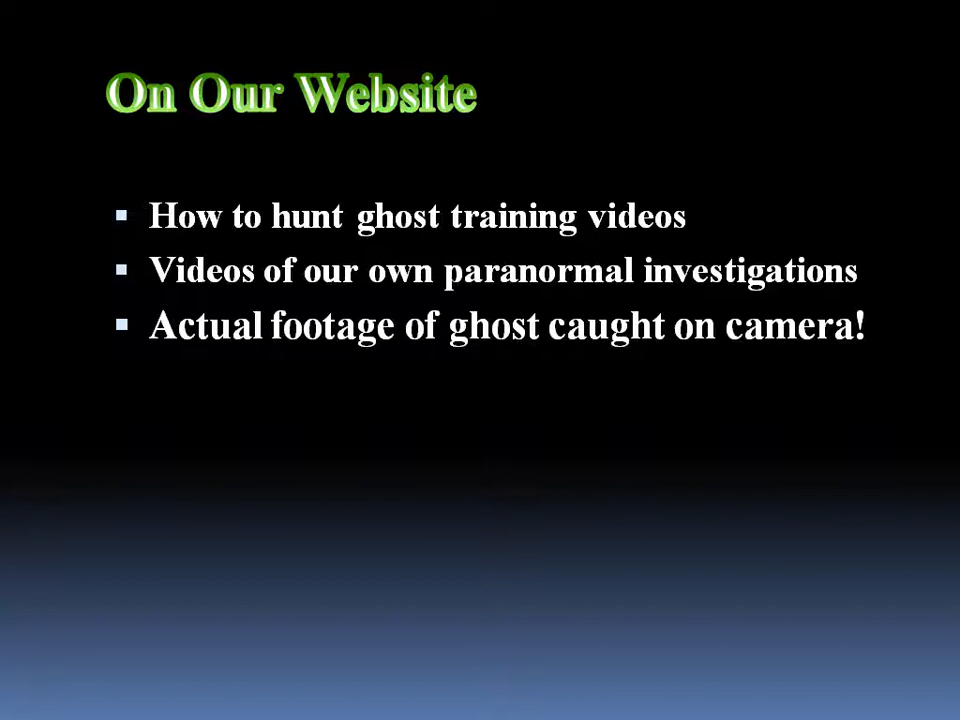 On Our Website
How to hunt ghost training videos
Videos of our own paranormal investigations
Actual footage of ghost caught on camera!